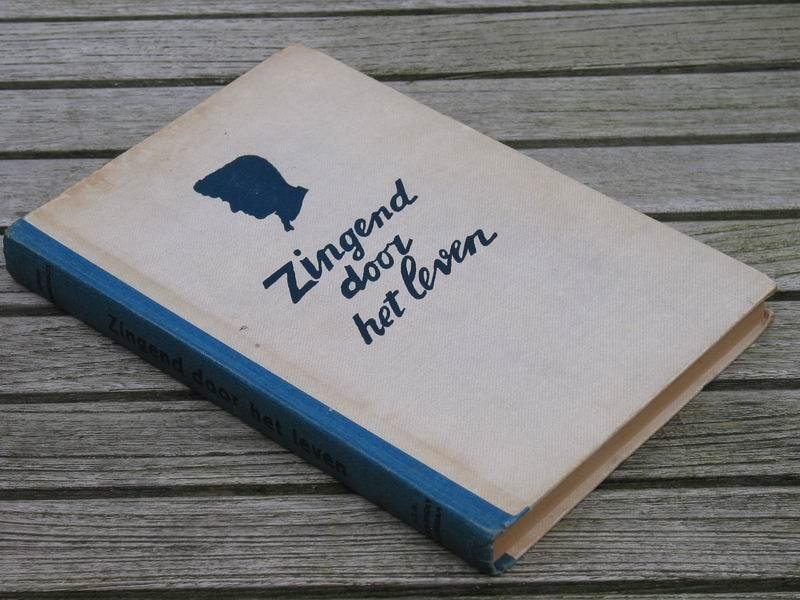 Zingend
door
het leven
Zingend door het leven